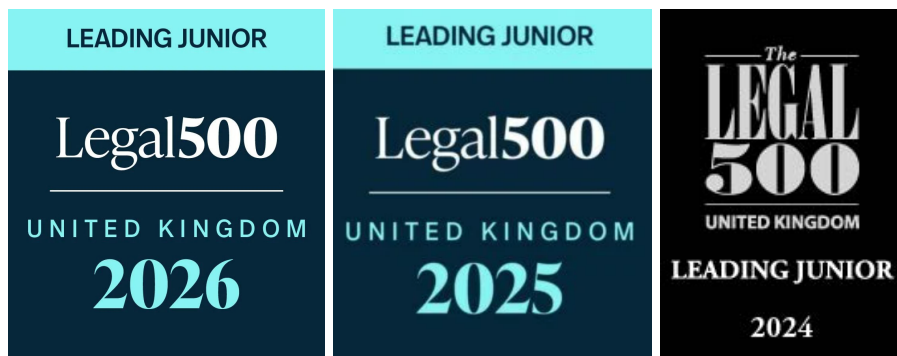 LEADING JUNIOR
Legal500
UNITED KINGDOM
2026
LEADING JUNIOR
Legal500
UNITED KINGDOM
2025
The
LEGAL
500
UNITED KINGDOM
LEADING JUNIOR
2024